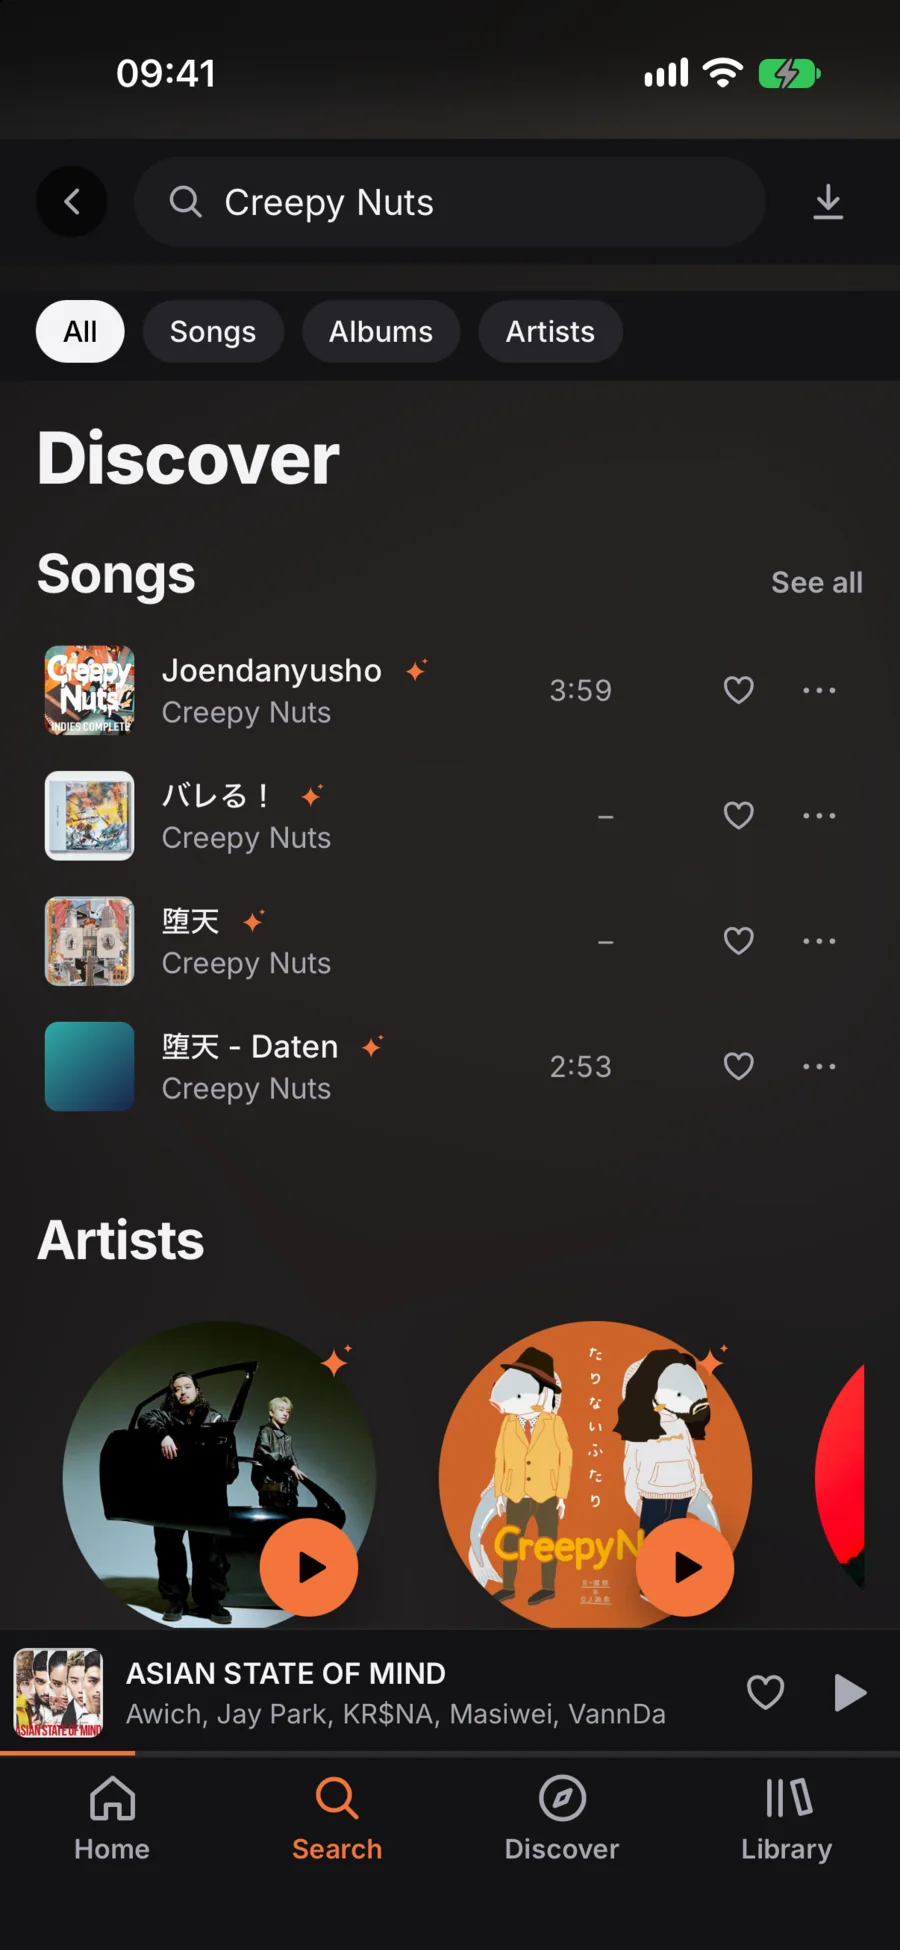 09:41
Creepy Nuts
All
Songs
Albums
Artists
Discover
Songs
See all
Creepy
Nuts
INDIES COMPLETE
Joendanyusho
3:59
Creepy Nuts
バレる！
–
Creepy Nuts
堕天
–
Creepy Nuts
堕天 - Daten
2:53
Creepy Nuts
Artists
たりないふたり
CreepyN
ASIAN STATE OF MIND
ASIAN STATE OF MIND
Awich, Jay Park, KR$NA, Masiwei, VannDa
Home
Search
Discover
Library